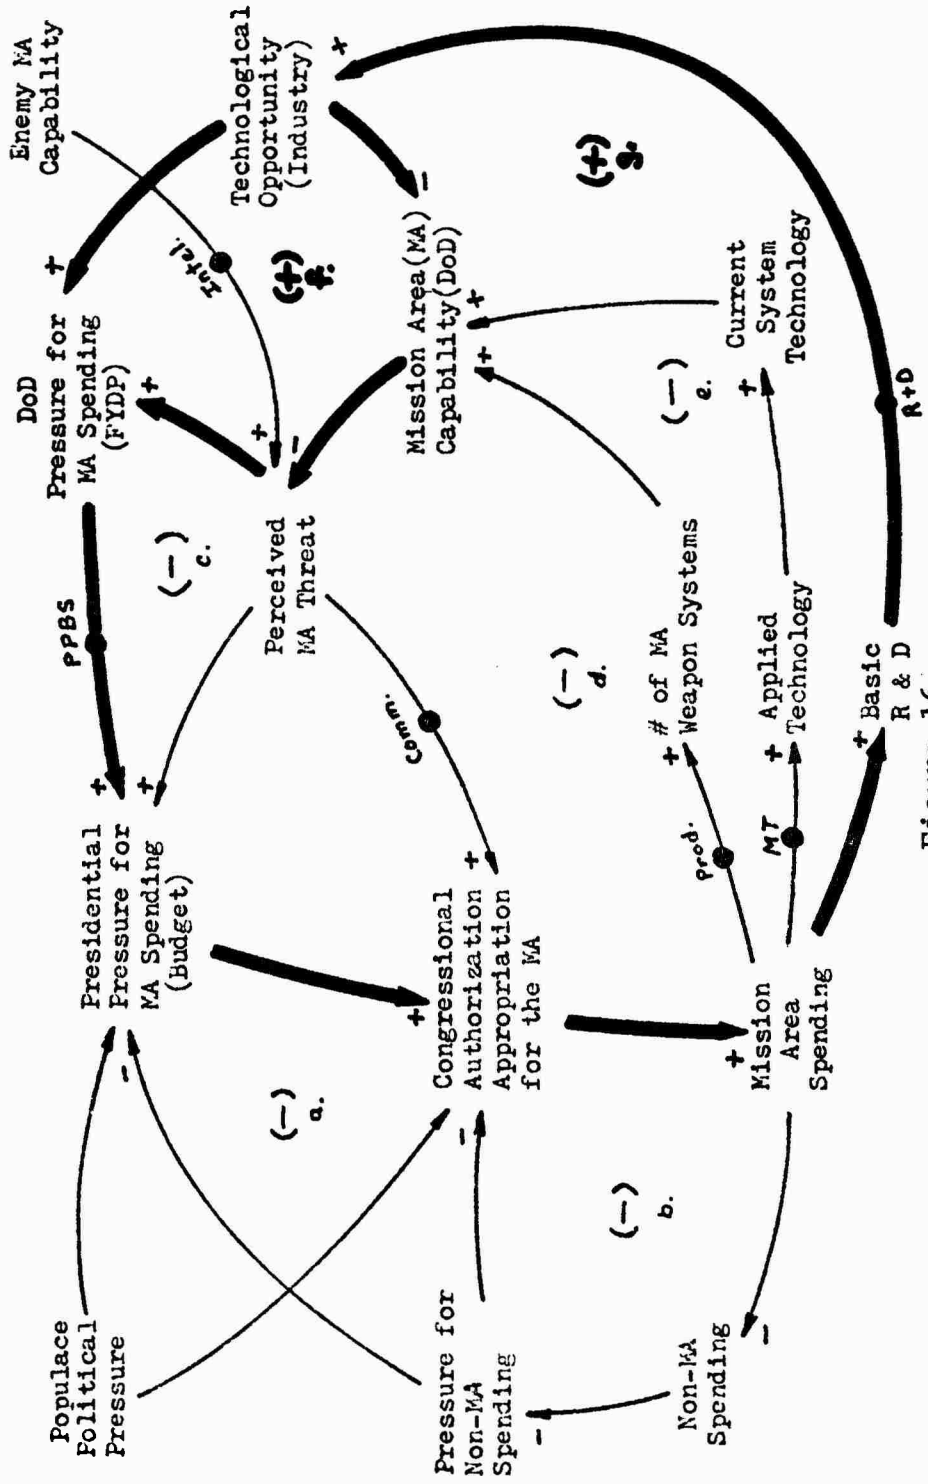 Populace
Political
Pressure
Presidential
Pressure for
MA Spending
(Budget)
+
+
-
PPBS
DoD
Pressure for
MA Spending
(FYDP)
+
+
Enemy MA
Capability
Intel.
Technological
Opportunity
(Industry)
+
(-)
a.
(-)
c.
(+)
f.
Perceived
MA Threat
+
-
Comm.
Mission Area(MA)
Capability(DoD)
-
+
+
Pressure for
Non-MA
Spending
-
Congressional
Authorization
Appropriation
for the MA
+
+
-
(-)
b.
(-)
d.
(-)
e.
(+)
g.
Non-MA
Spending
-
Mission
Area
Spending
+
Prod.
# of MA
Weapon Systems
+
MT
Applied
Technology
+
Current
System
Technology
+
Basic
R & D
+
R+D